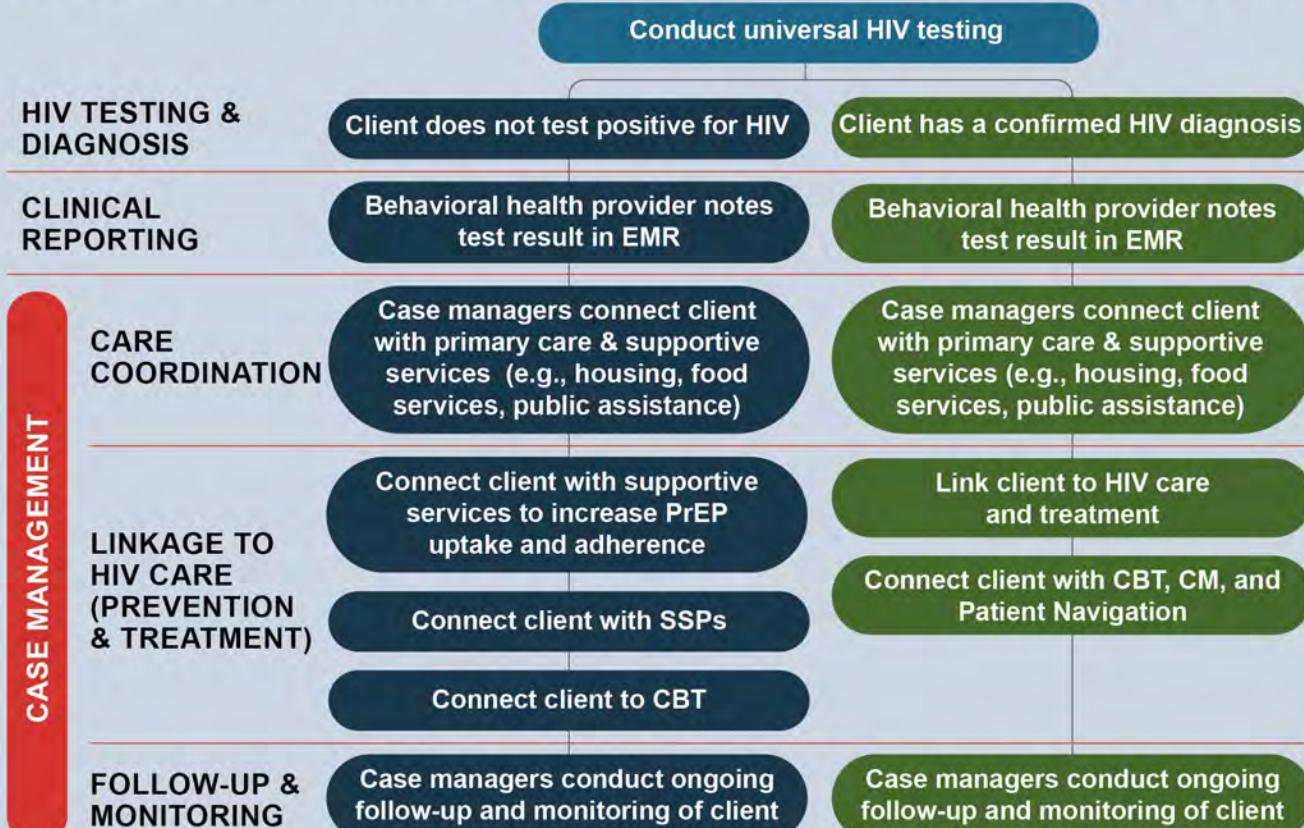 Conduct universal HIV testing
HIV TESTING &
DIAGNOSIS
Client does not test positive for HIV
Client has a confirmed HIV diagnosis
CLINICAL
REPORTING
Behavioral health provider notes
test result in EMR
Behavioral health provider notes
test result in EMR
CASE MANAGEMENT
CARE
COORDINATION
Case managers connect client
with primary care & supportive
services (e.g., housing, food
services, public assistance)
Case managers connect client
with primary care & supportive
services (e.g., housing, food
services, public assistance)
LINKAGE TO
HIV CARE
(PREVENTION
& TREATMENT)
Connect client with supportive
services to increase PrEP
uptake and adherence
Connect client with SSPs
Connect client to CBT
Link client to HIV care
and treatment
Connect client with CBT, CM, and
Patient Navigation
FOLLOW-UP &
MONITORING
Case managers conduct ongoing
follow-up and monitoring of client
Case managers conduct ongoing
follow-up and monitoring of client